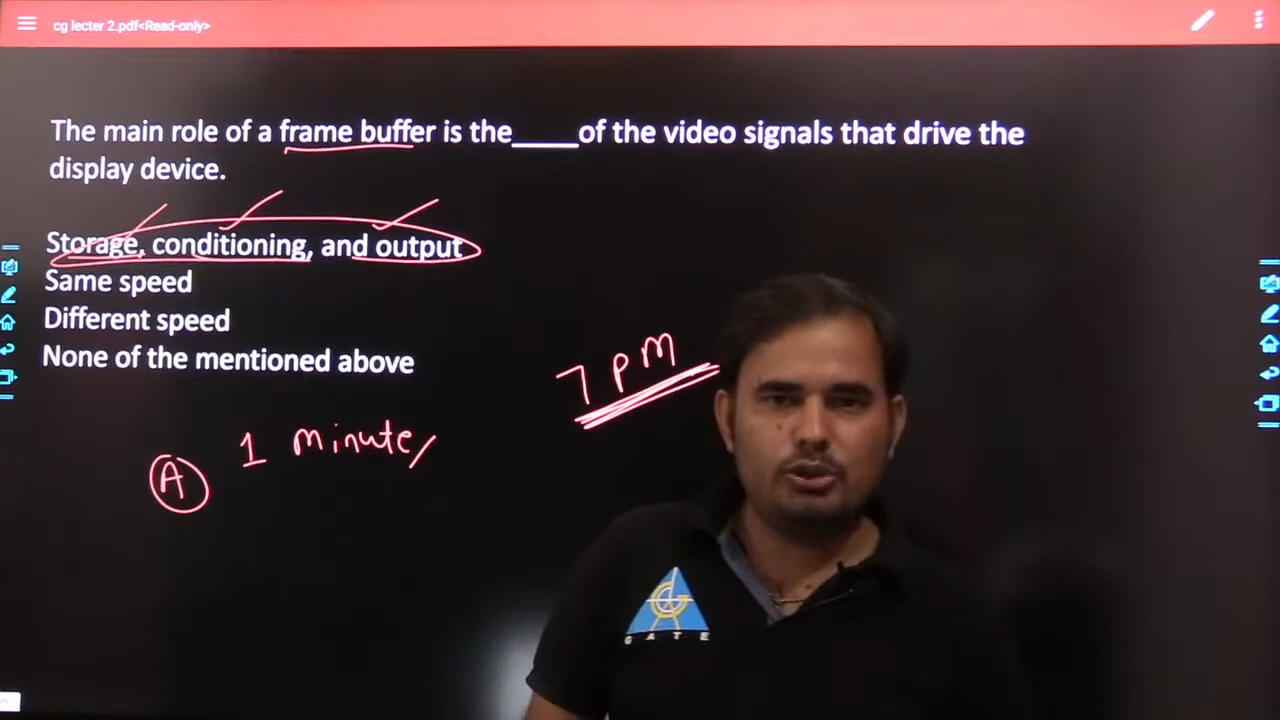 cg lecter 2.pdf<Read-only>
The main role of a frame buffer is the____of the video signals that drive the
display device.
Storage, conditioning, and output
Same speed
Different speed
None of the mentioned above
7 PM
1 minute
A
GATE